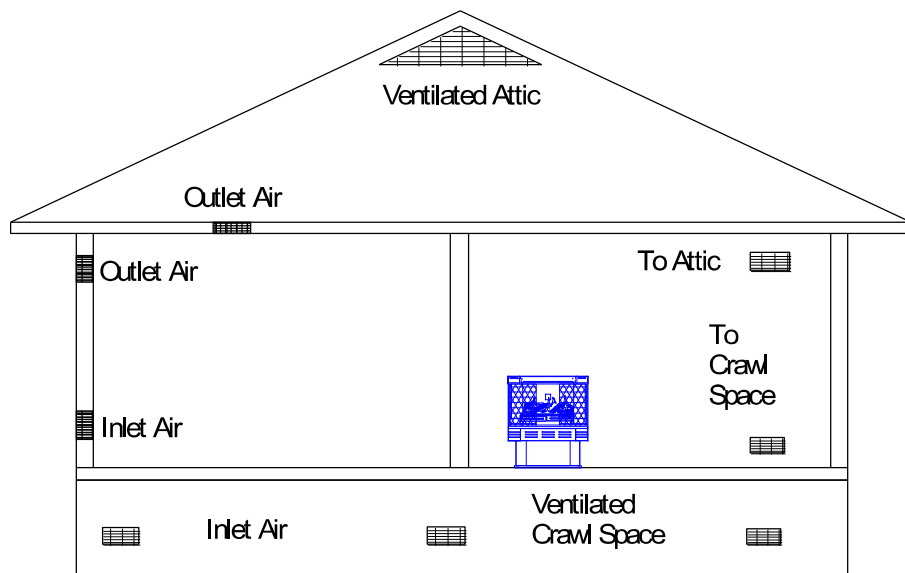 Ventilated Attic
Outlet Air
Outlet Air
To Attic
To
Crawl
Space
Inlet Air
Inlet Air
Ventilated
Crawl Space